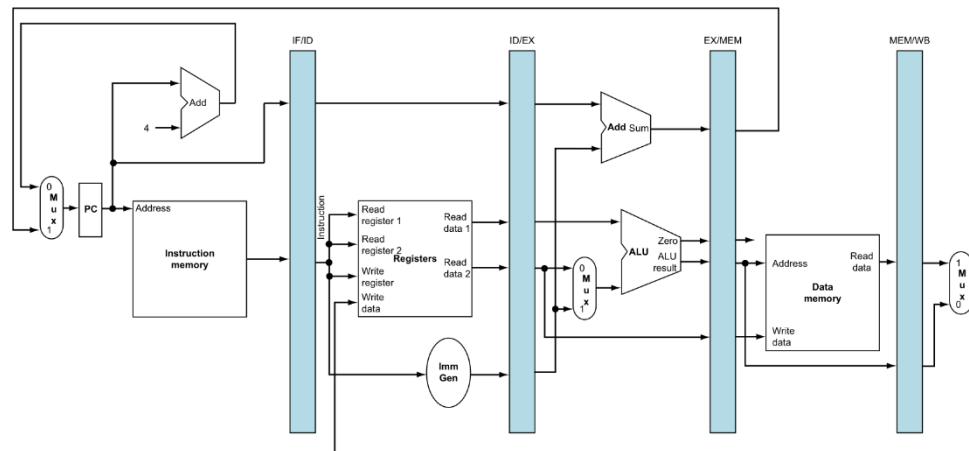 IF/ID
ID/EX
EX/MEM
MEM/WB
Add
4
Add Sum
0
M
u
x
1
PC
Address
Instruction
memory
Instruction
Read
register 1
Read
register 2
Write
register
Write
data
Registers
Read
data 1
Read
data 2
Imm
Gen
0
M
u
x
1
ALU
Zero
ALU
result
Address
Write
data
Data
memory
Read
data
1
M
u
x
0